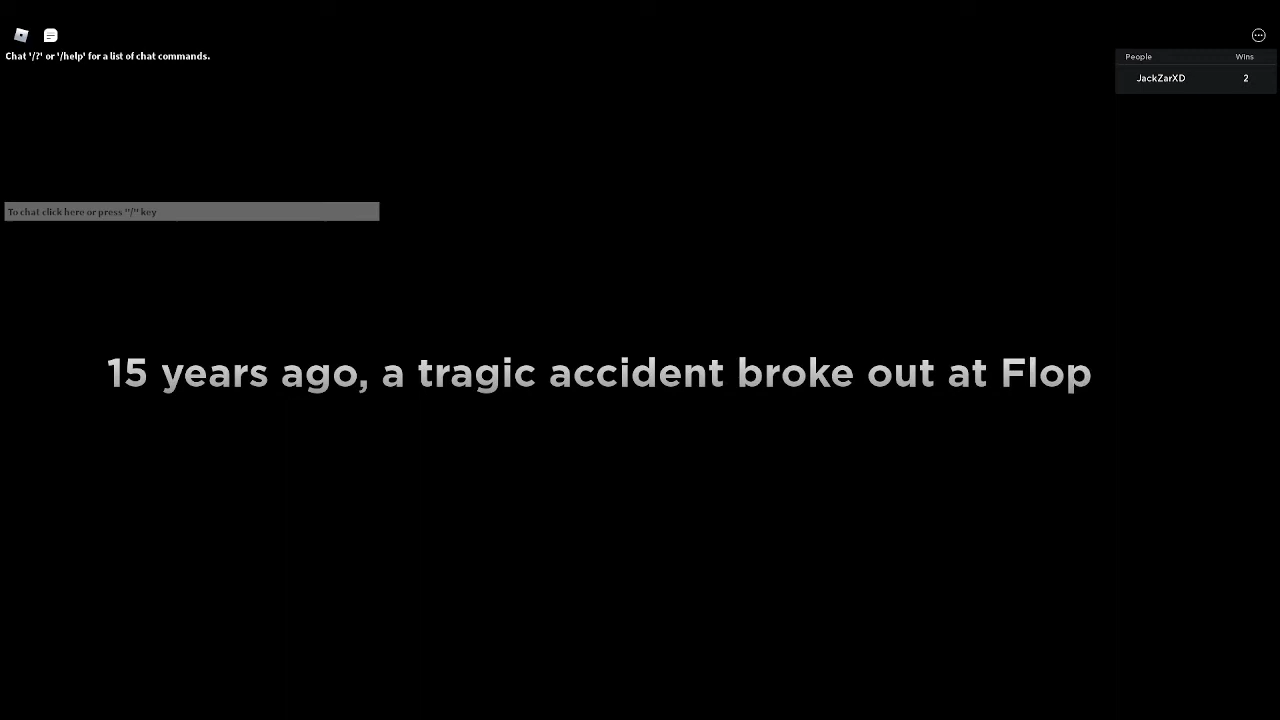 Chat '/?' or '/help' for a list of chat commands.
People Wins
JackZarXD 2
To chat click here or press "/" key
15 years ago, a tragic accident broke out at Flop